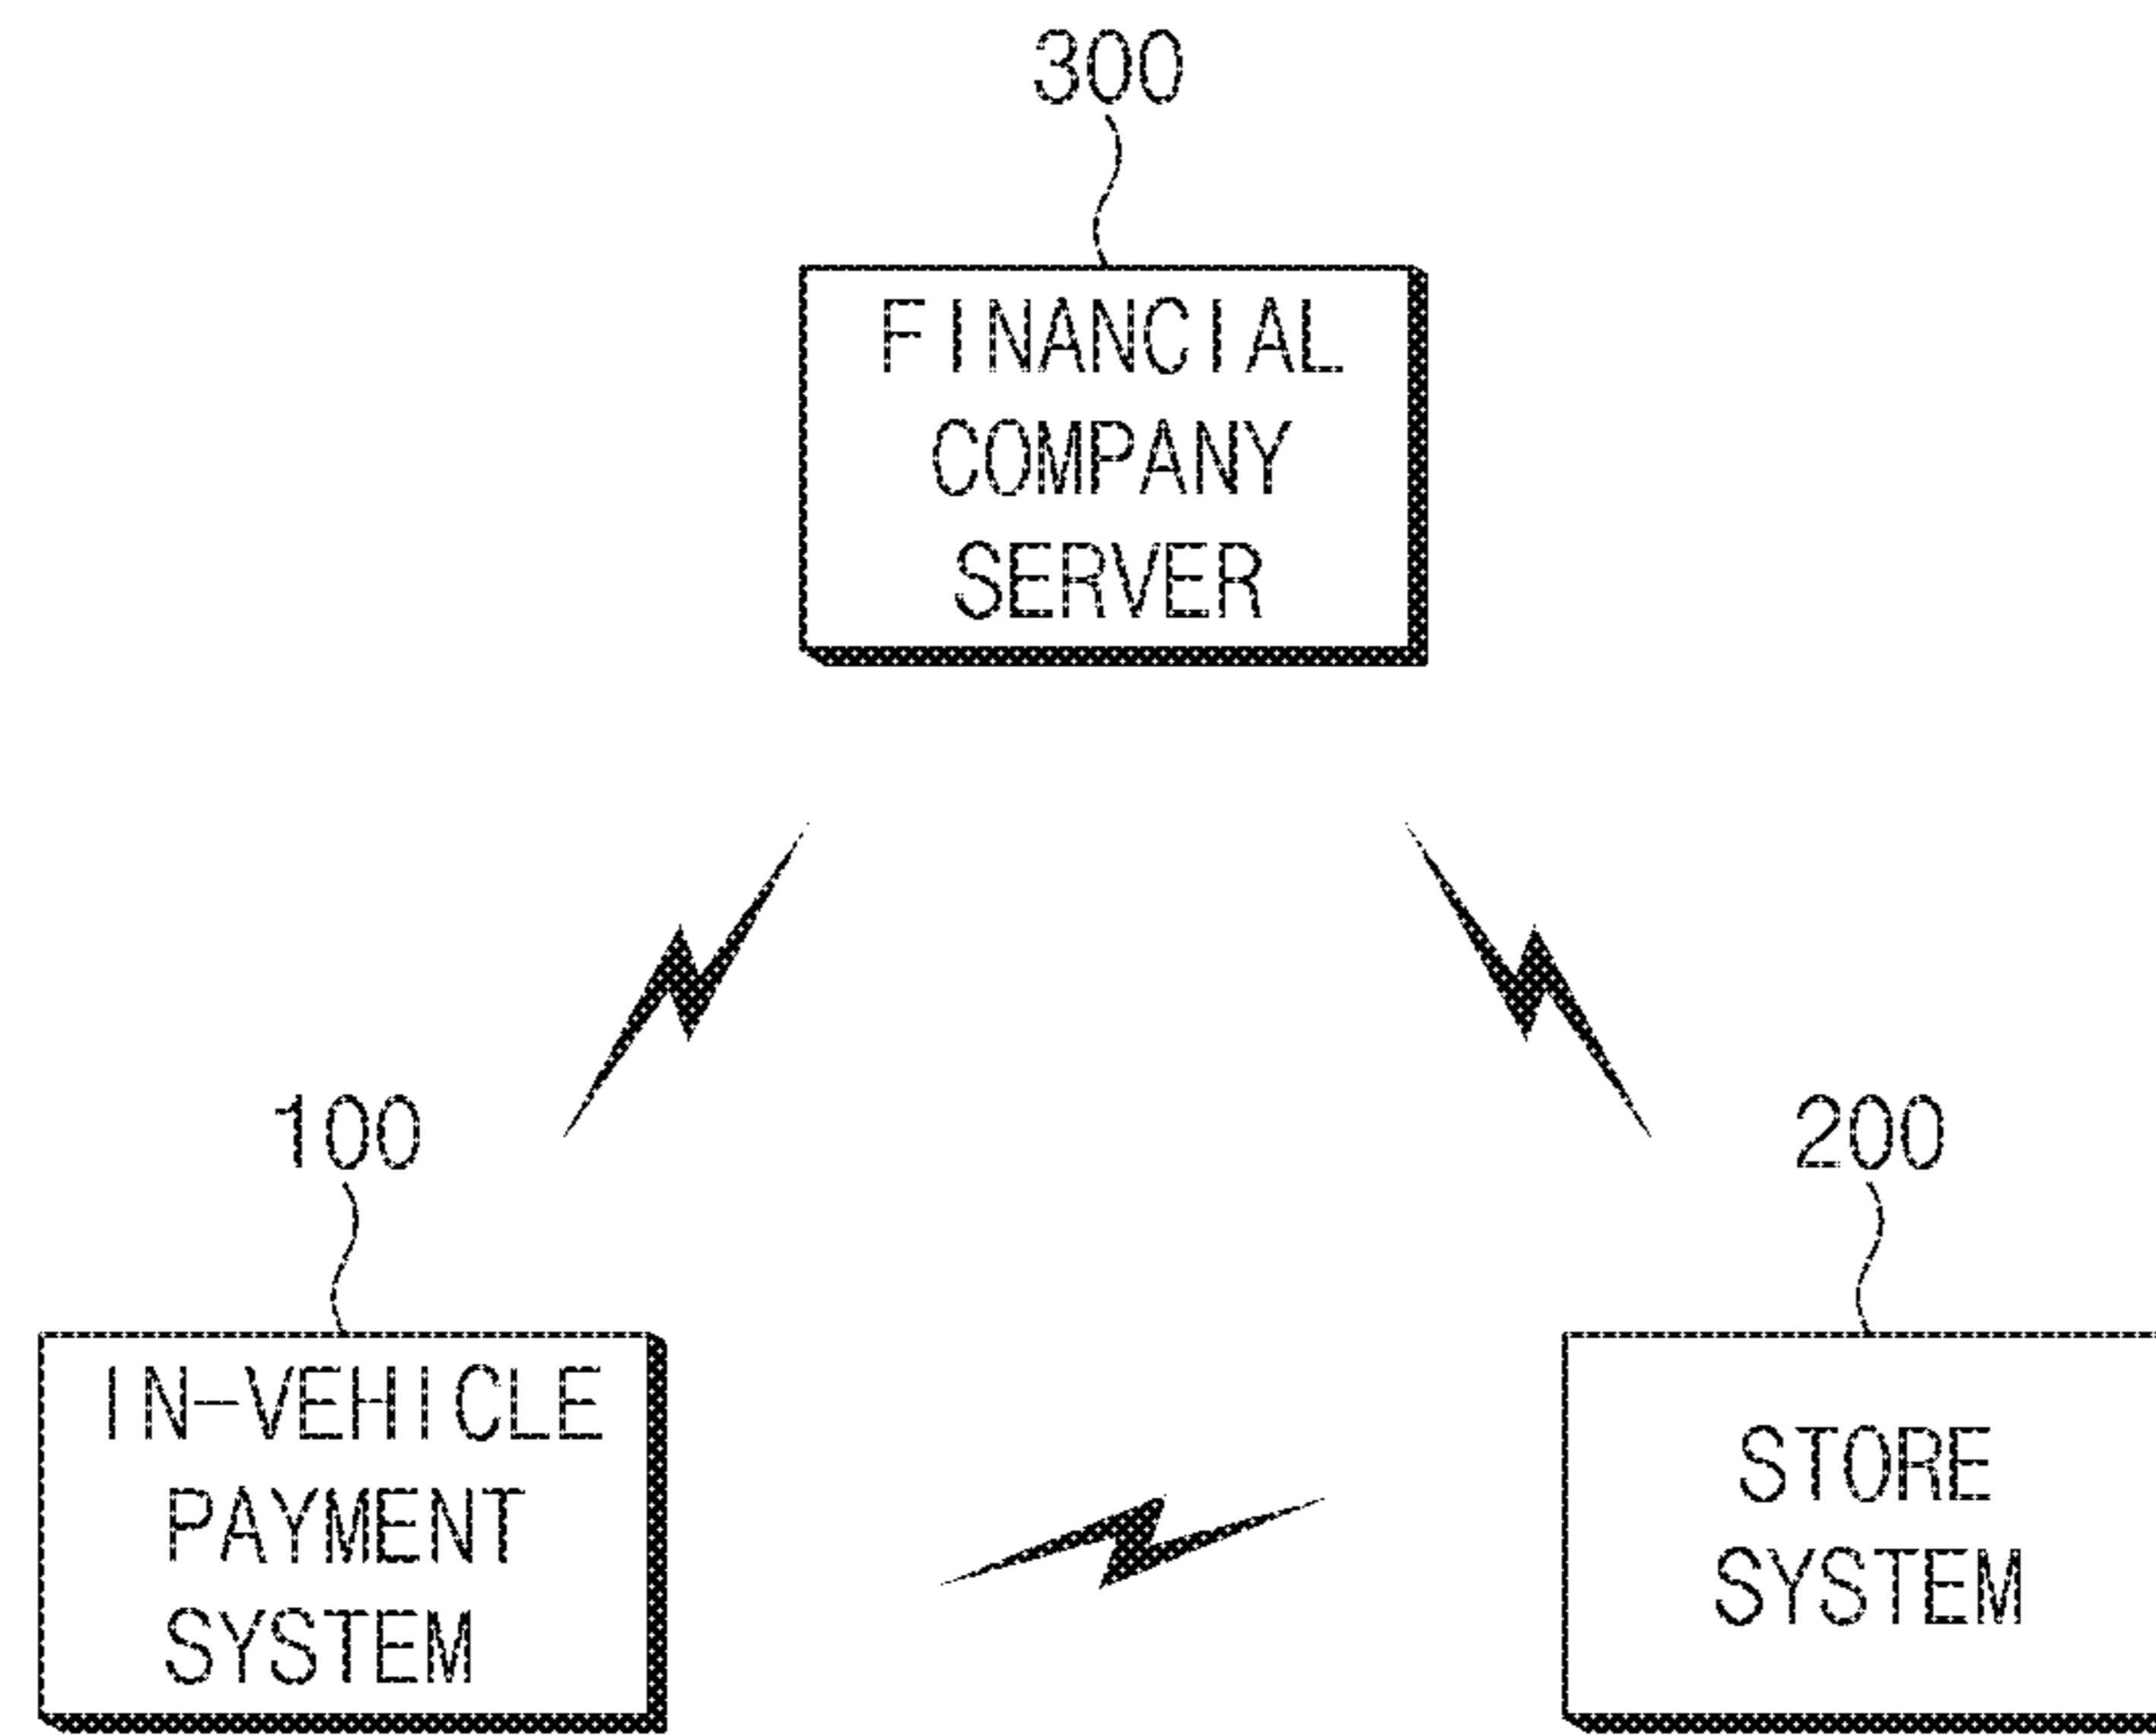 300
FINANCIAL
COMPANY
SERVER
100
200
IN-VEHICLE
PAYMENT
SYSTEM
STORE
SYSTEM